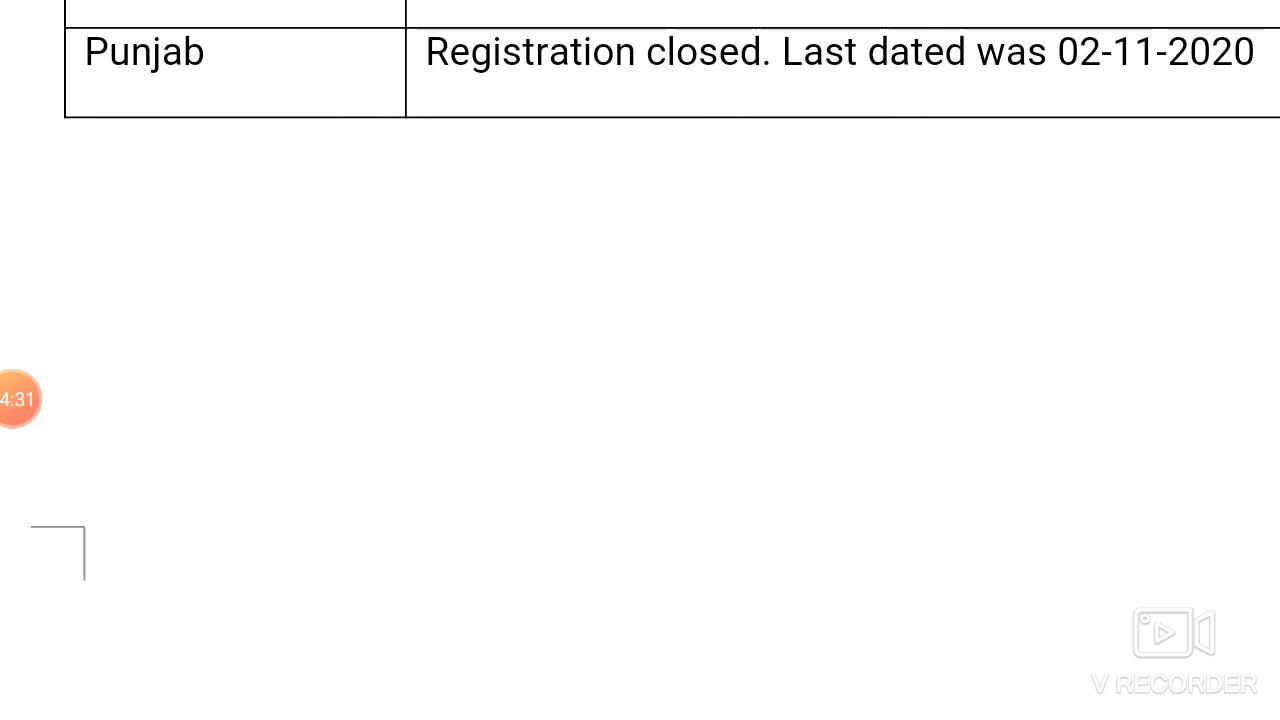 Punjab
Registration closed. Last dated was 02-11-2020
4:31
V RECORDER